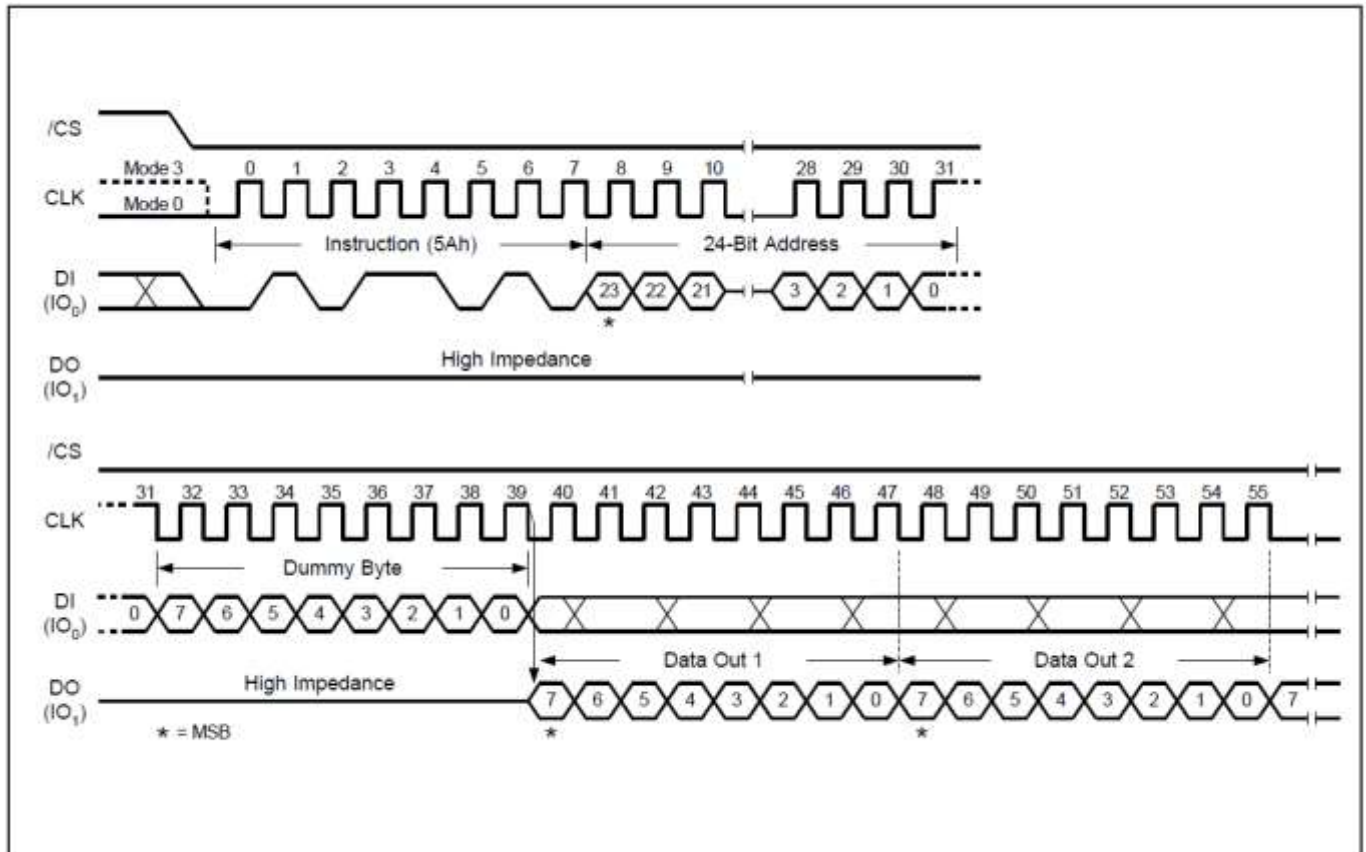 /CS
Mode 3 0 1 2 3 4 5 6 7 8 9 10 28 29 30 31
CLK
Mode 0
Instruction (5Ah) 24-Bit Address
DI
(IO₀)
23 22 21 3 2 1 0
*
High Impedance
DO
(IO₁)
/CS
31 32 33 34 35 36 37 38 39 40 41 42 43 44 45 46 47 48 49 50 51 52 53 54 55
CLK
Dummy Byte
DI
(IO₀)
0 7 6 5 4 3 2 1 0
Data Out 1 Data Out 2
High Impedance
DO
(IO₁)
7 6 5 4 3 2 1 0 7 6 5 4 3 2 1 0 7
* = MSB * *